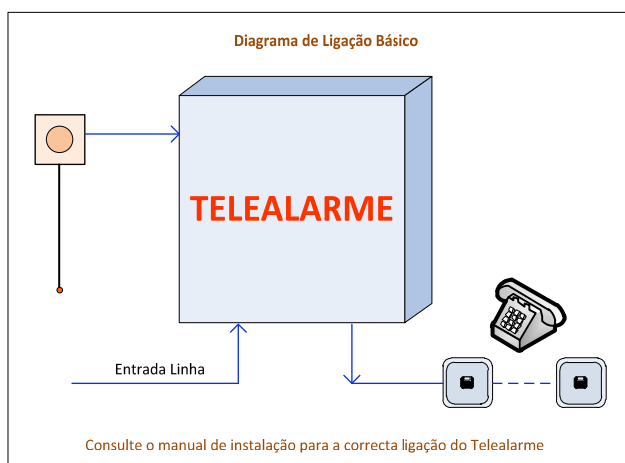 Diagrama de Ligação Básico
TELEALARME
Entrada Linha
Consulte o manual de instalação para a correcta ligação do Telealarme